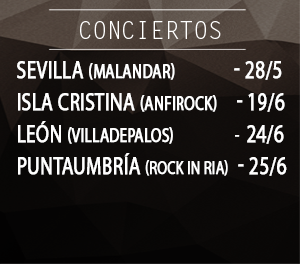 CONCIERTOS
SEVILLA (MALANDAR) - 28/5
ISLA CRISTINA (ANFIROCK) - 19/6
LEÓN (VILLADEPALOS) - 24/6
PUNTAUMBRÍA (ROCK IN RIA) - 25/6